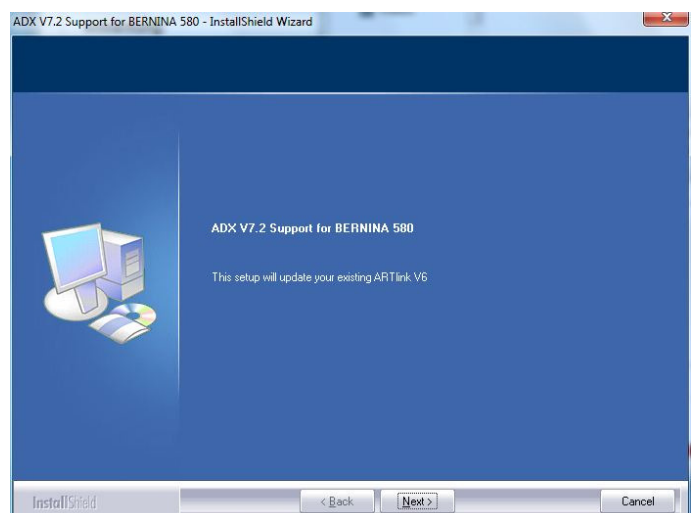 ADX V7.2 Support for BERNINA 580 - InstallShield Wizard
ADX V7.2 Support for BERNINA 580
This setup will update your existing ARTlink V6
InstallShield
< Back
Next >
Cancel